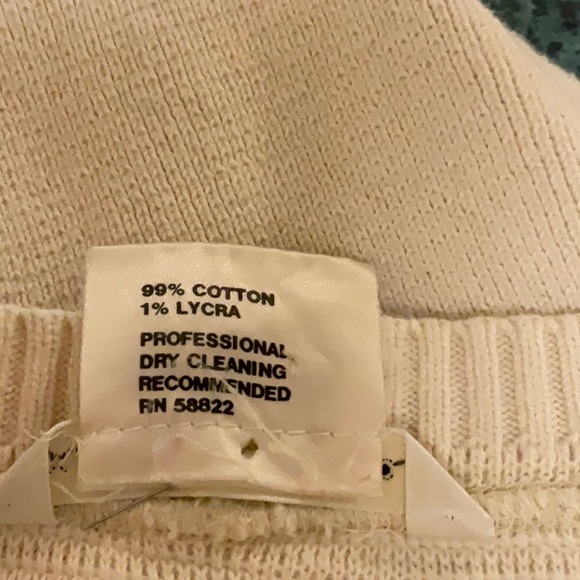 99% COTTON
1% LYCRA
PROFESSIONAL
DRY CLEANING
RECOMMENDED
RN 58822